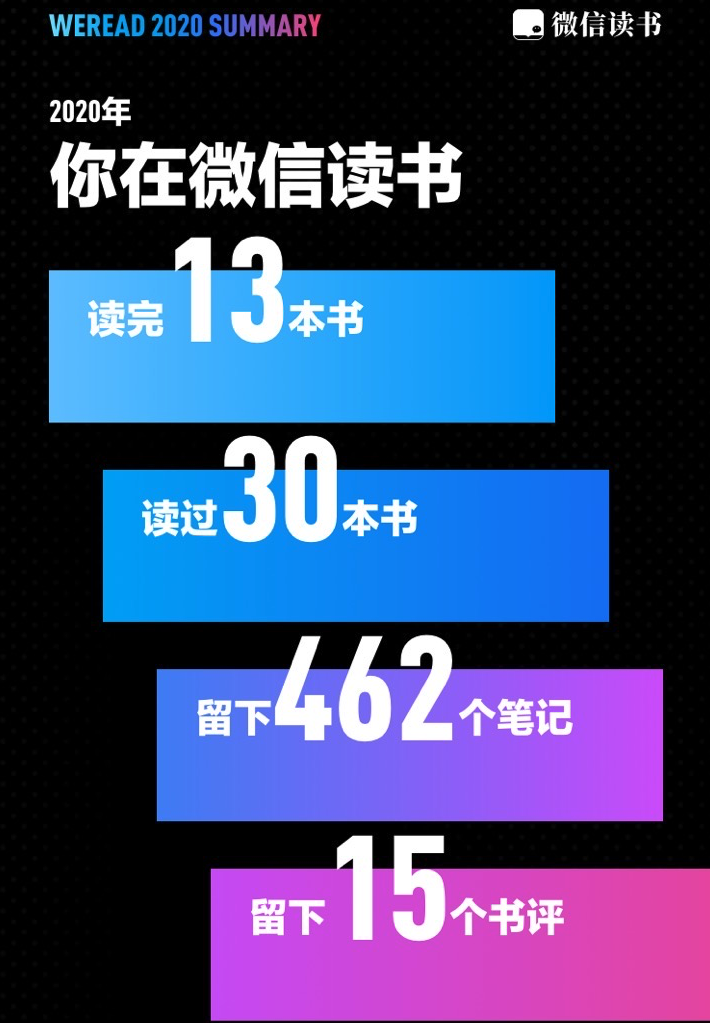 WEREAD 2020 SUMMARY
微信读书
2020年
你在微信读书
读完13本书
读过30本书
留下462个笔记
留下15个书评